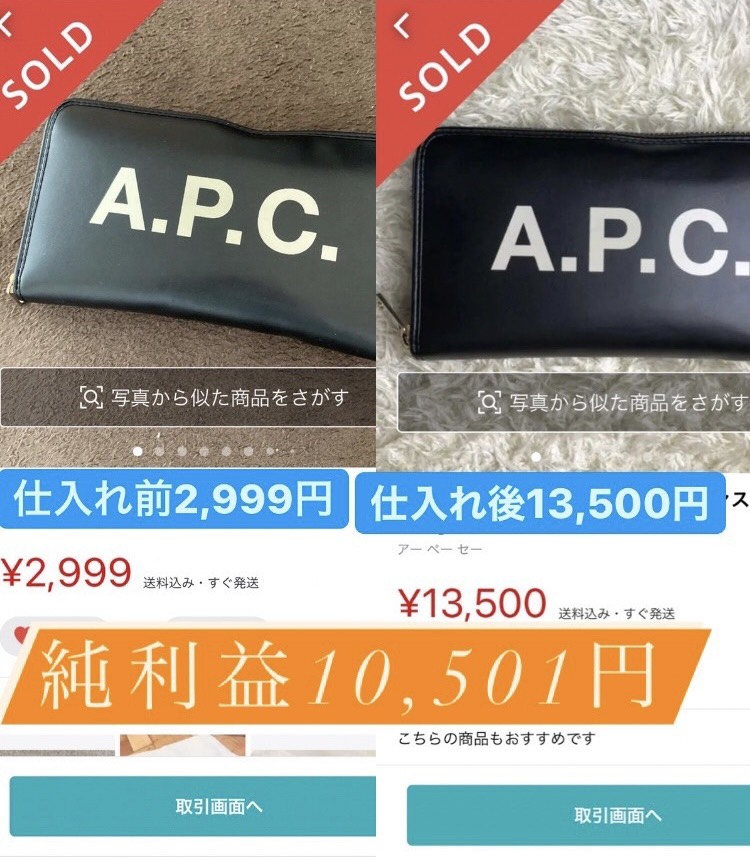 SOLD
A.P.C.
写真から似た商品をさがす
仕入れ前2,999円
¥2,999 送料込み・すぐ発送
SOLD
A.P.C.
写真から似た商品をさがす
仕入れ後13,500円
ス
アー ペー セー
¥13,500 送料込み・すぐ発送
純利益10,501円
こちらの商品もおすすめです
取引画面へ
取引画面へ